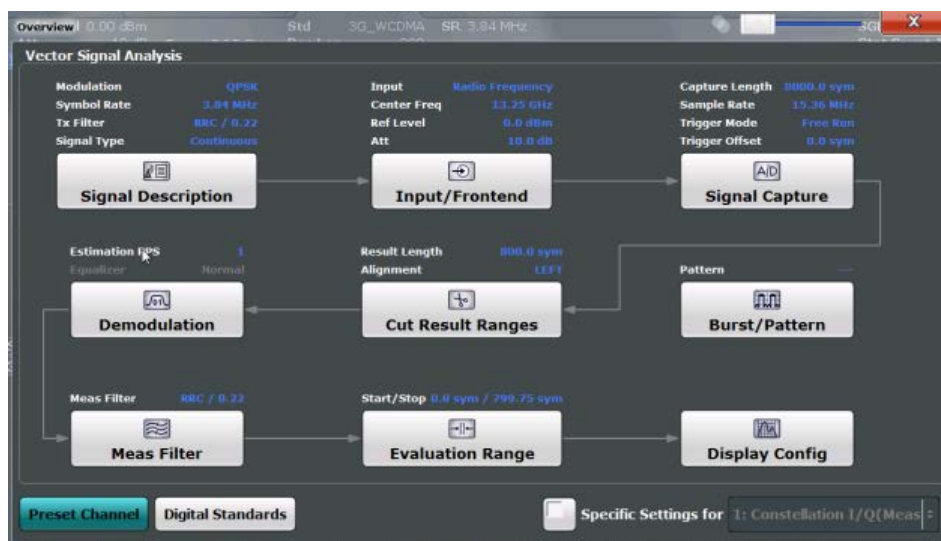 Overview 0.00 dBm Std 3G_WCDMA SR 3.84 MHz 3G
Vector Signal Analysis
Modulation QPSK
Symbol Rate 3.84 MHz
Tx Filter RRC / 0.22
Signal Type Continuous
Signal Description
Input Radio Frequency
Center Freq 13.25 GHz
Ref Level 0.0 dBm
Att 10.0 dB
Input/Frontend
Capture Length 8000.0 sym
Sample Rate 15.36 MHz
Trigger Mode Free Run
Trigger Offset 0.0 sym
A/D
Signal Capture
Estimation PPS 1
Equalizer Normal
Demodulation
Result Length 800.0 sym
Alignment LEFT
Cut Result Ranges
Pattern ---
Burst/Pattern
Meas Filter RRC / 0.22
Meas Filter
Start/Stop 0.0 sym / 799.75 sym
Evaluation Range
Display Config
Preset Channel
Digital Standards
Specific Settings for 1: Constellation I/Q(Meas